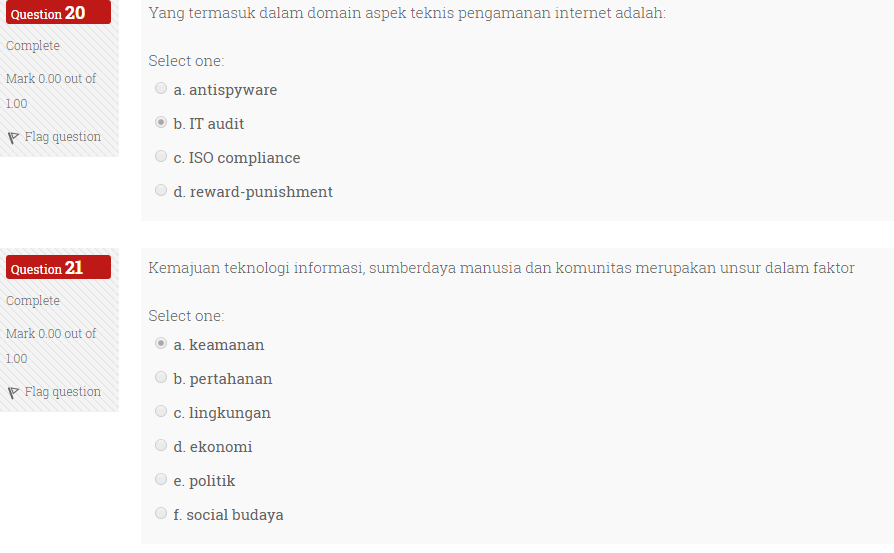 Question 20
Complete
Mark 0.00 out of
1.00
Flag question
Yang termasuk dalam domain aspek teknis pengamanan internet adalah:
Select one:
a. antispyware
b. IT audit
c. ISO compliance
d. reward-punishment
Question 21
Complete
Mark 0.00 out of
1.00
Flag question
Kemajuan teknologi informasi, sumberdaya manusia dan komunitas merupakan unsur dalam faktor
Select one:
a. keamanan
b. pertahanan
c. lingkungan
d. ekonomi
e. politik
f. social budaya